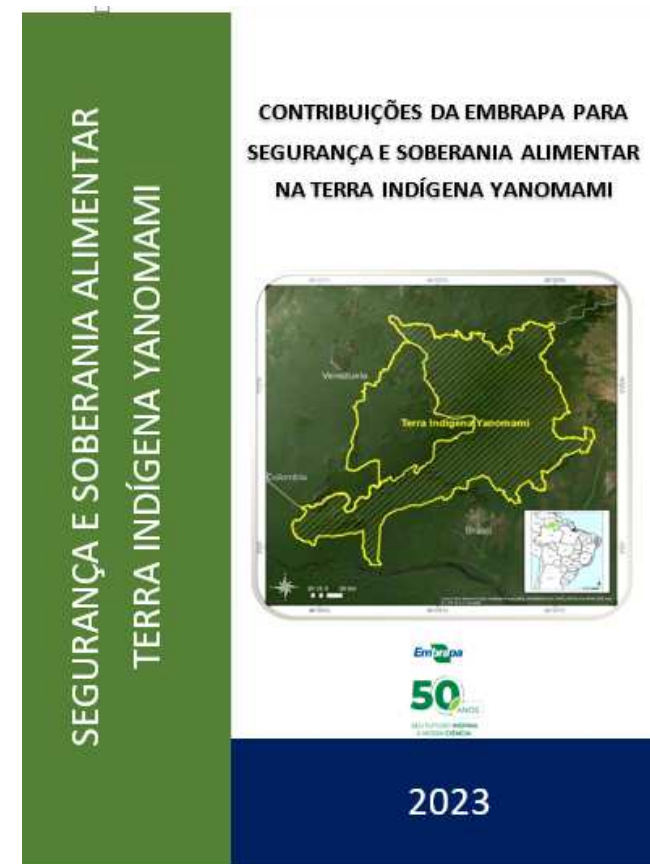 SEGURANÇA E SOBERANIA ALIMENTAR
TERRA INDÍGENA YANOMAMI
CONTRIBUIÇÕES DA EMBRAPA PARA
SEGURANÇA E SOBERANIA ALIMENTAR
NA TERRA INDÍGENA YANOMAMI
Venezuela
Terra Indígena Yanomami
Colombia
Brasil
Embrapa
50
ANOS
2023